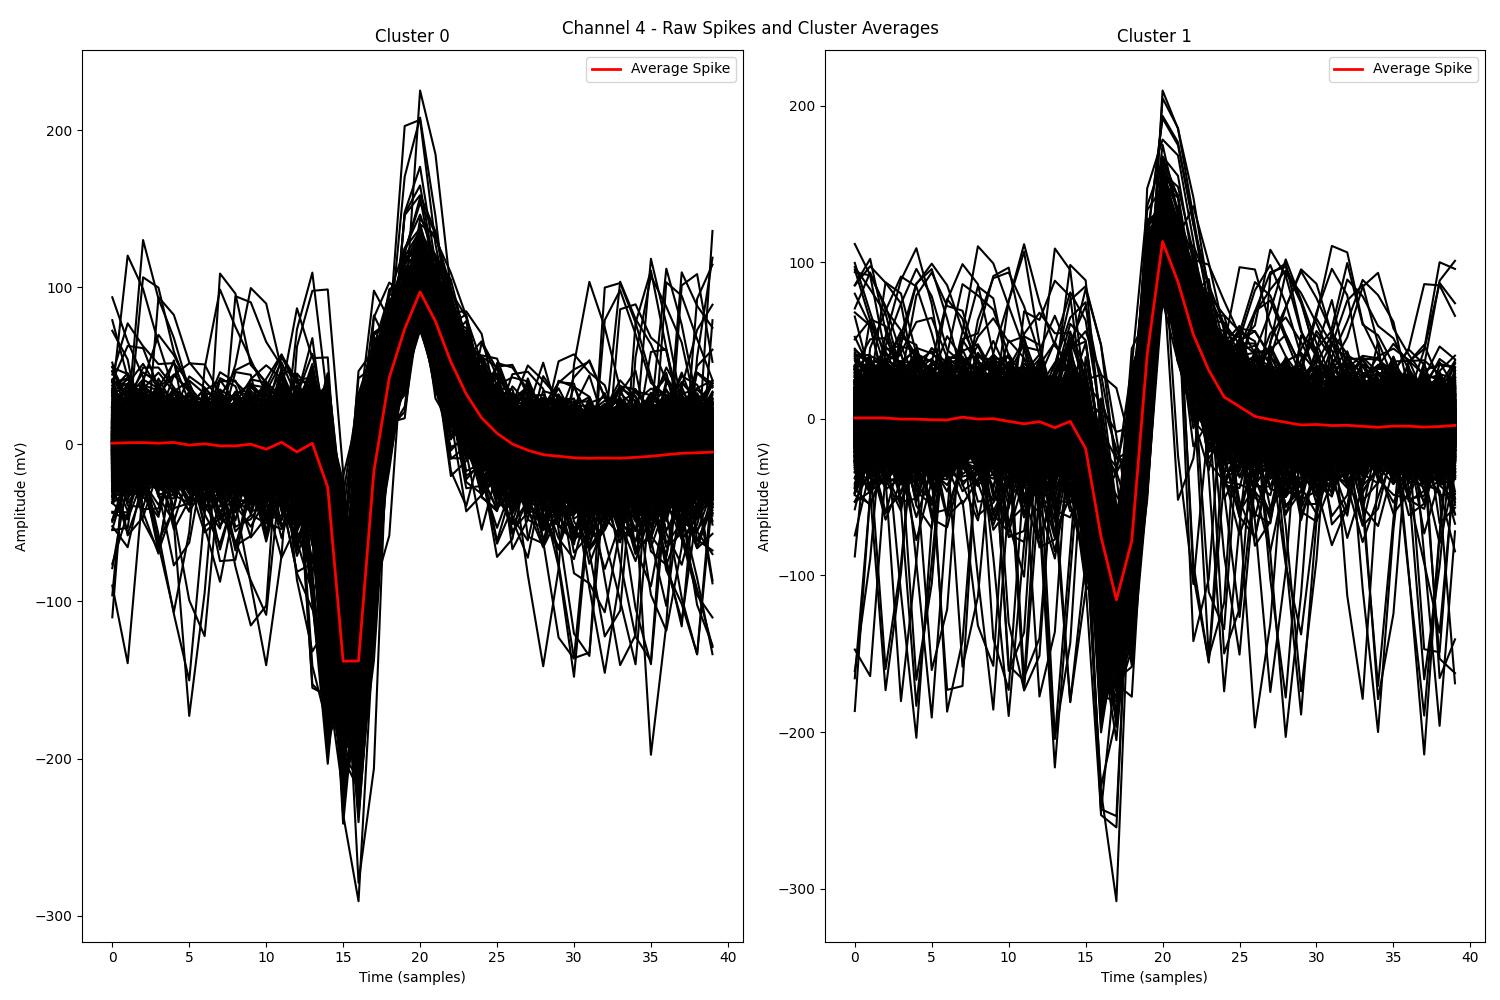 Channel 4 - Raw Spikes and Cluster Averages
Cluster 0
Average Spike
200
100
0
−100
−200
−300
Amplitude (mV)
0 5 10 15 20 25 30 35 40
Time (samples)
Cluster 1
Average Spike
200
100
0
−100
−200
−300
Amplitude (mV)
0 5 10 15 20 25 30 35 40
Time (samples)